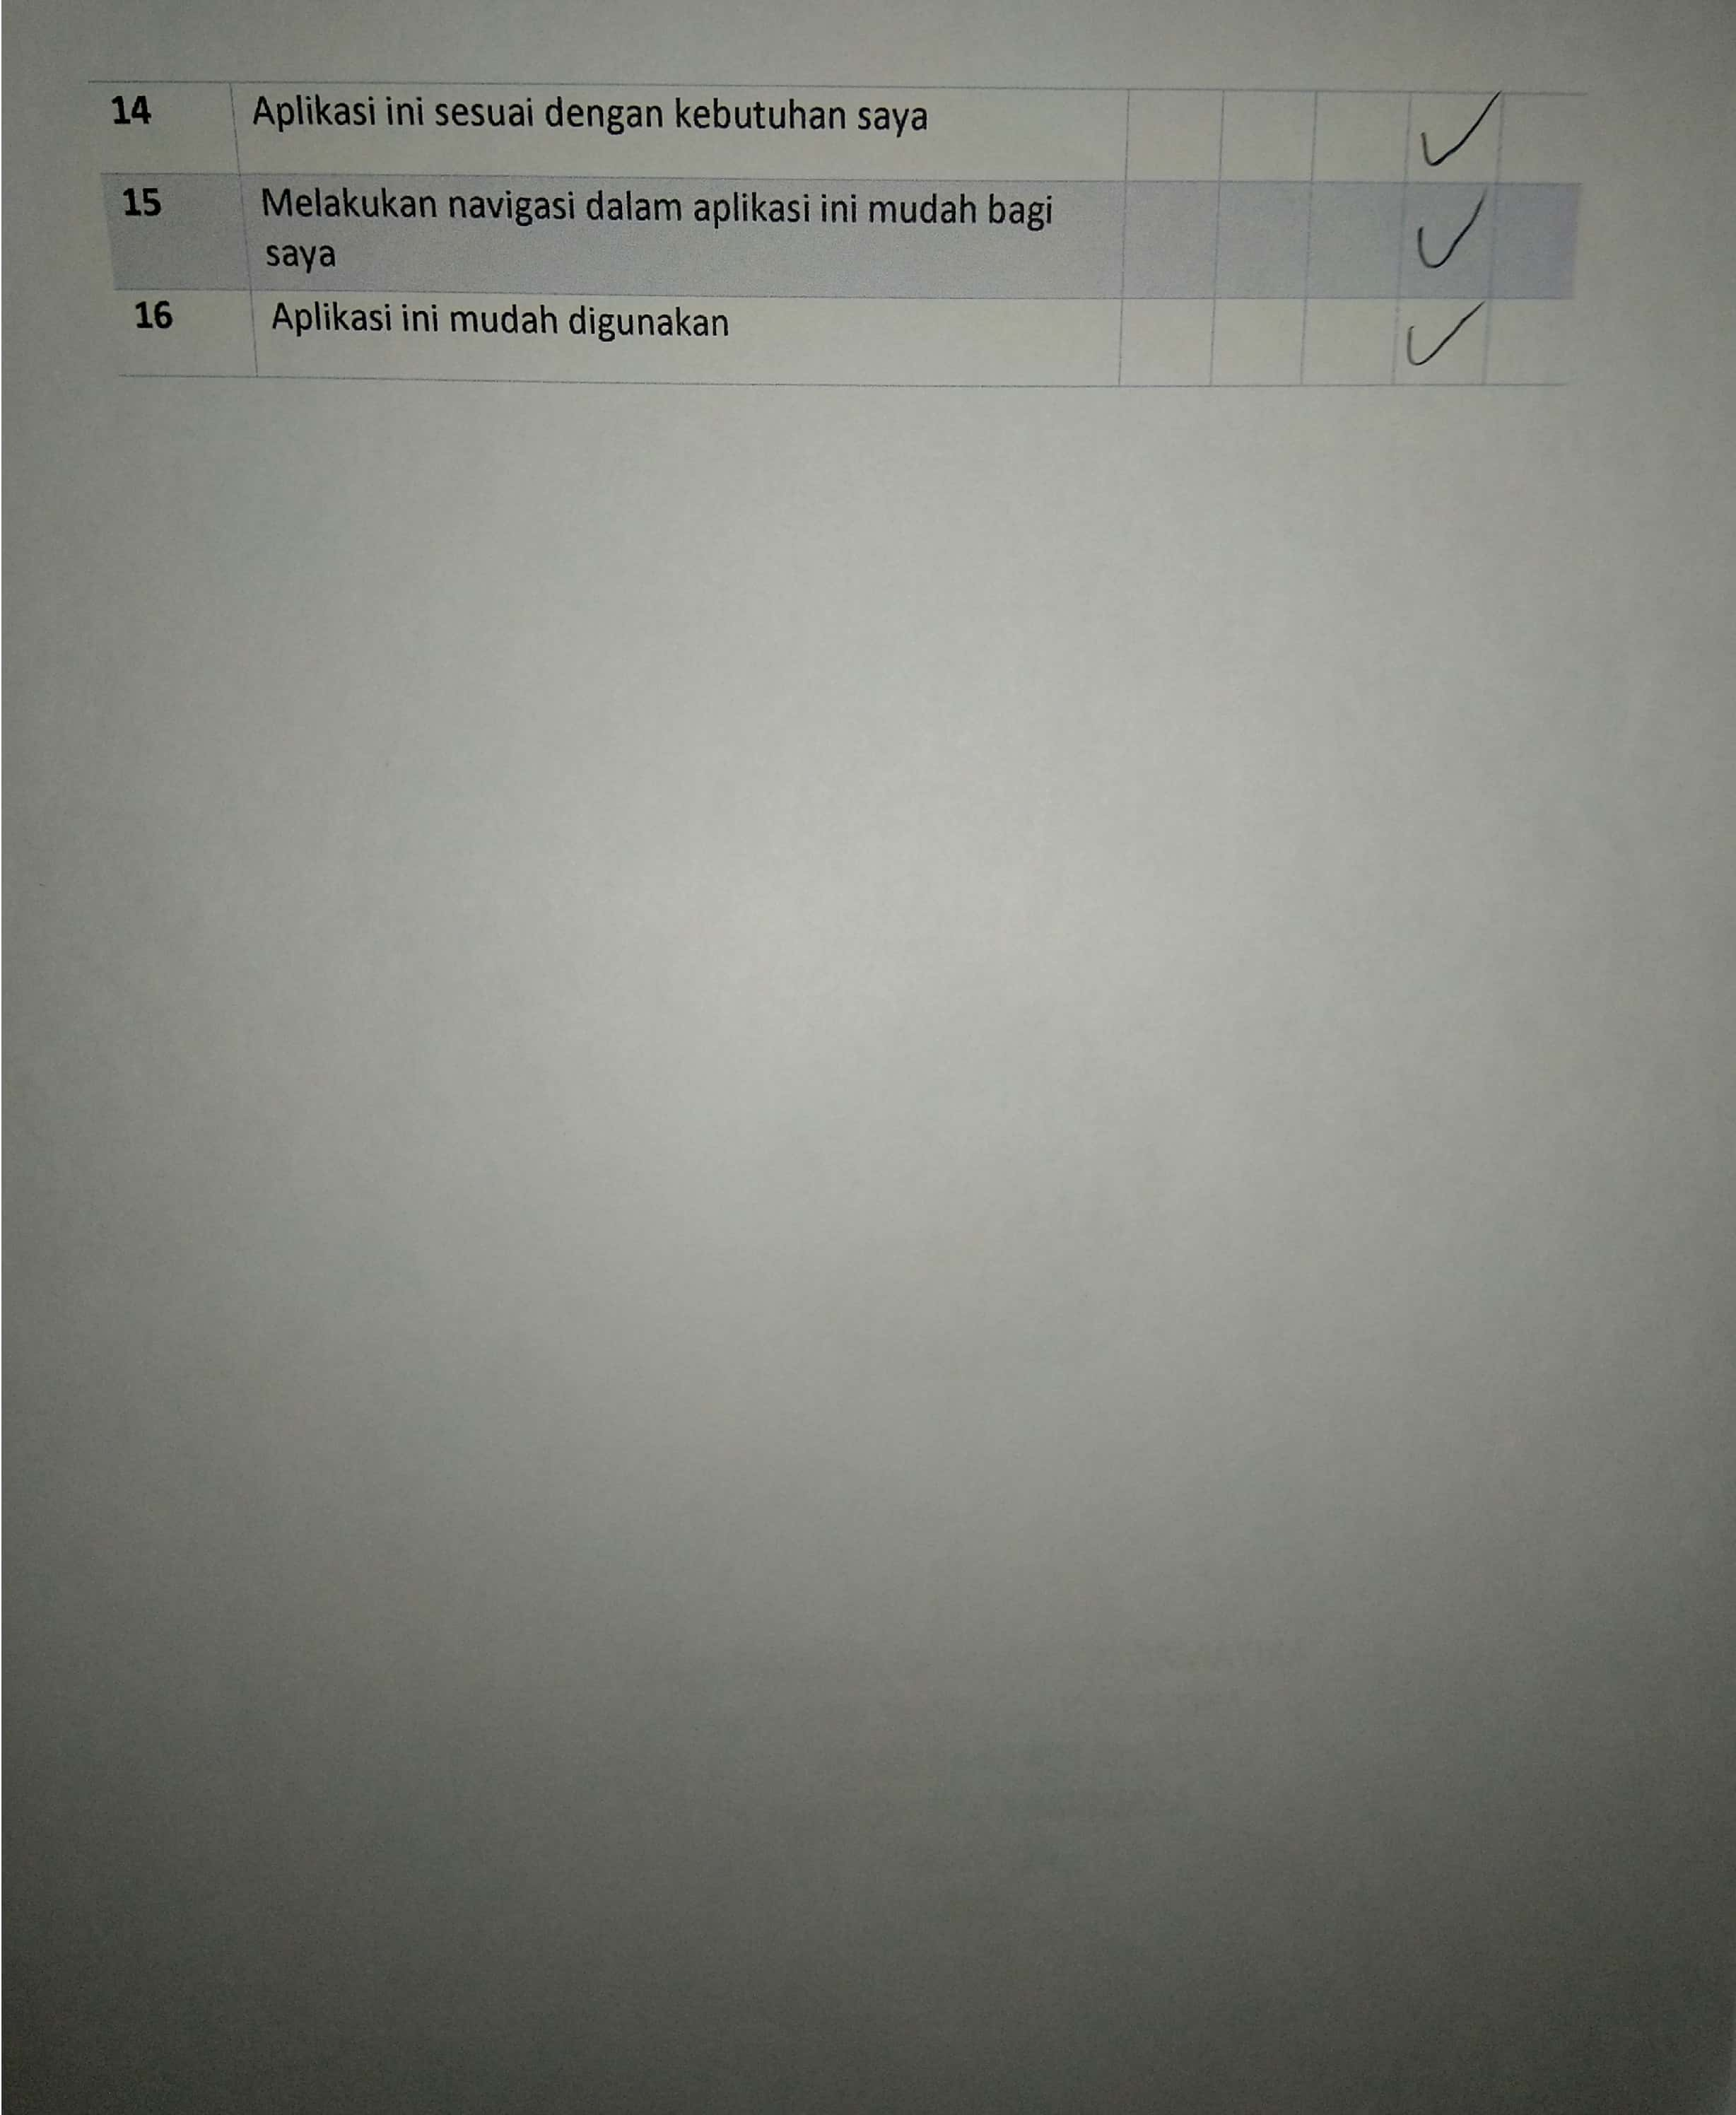 14 Aplikasi ini sesuai dengan kebutuhan saya ✓
15 Melakukan navigasi dalam aplikasi ini mudah bagi ✓
saya
16 Aplikasi ini mudah digunakan ✓